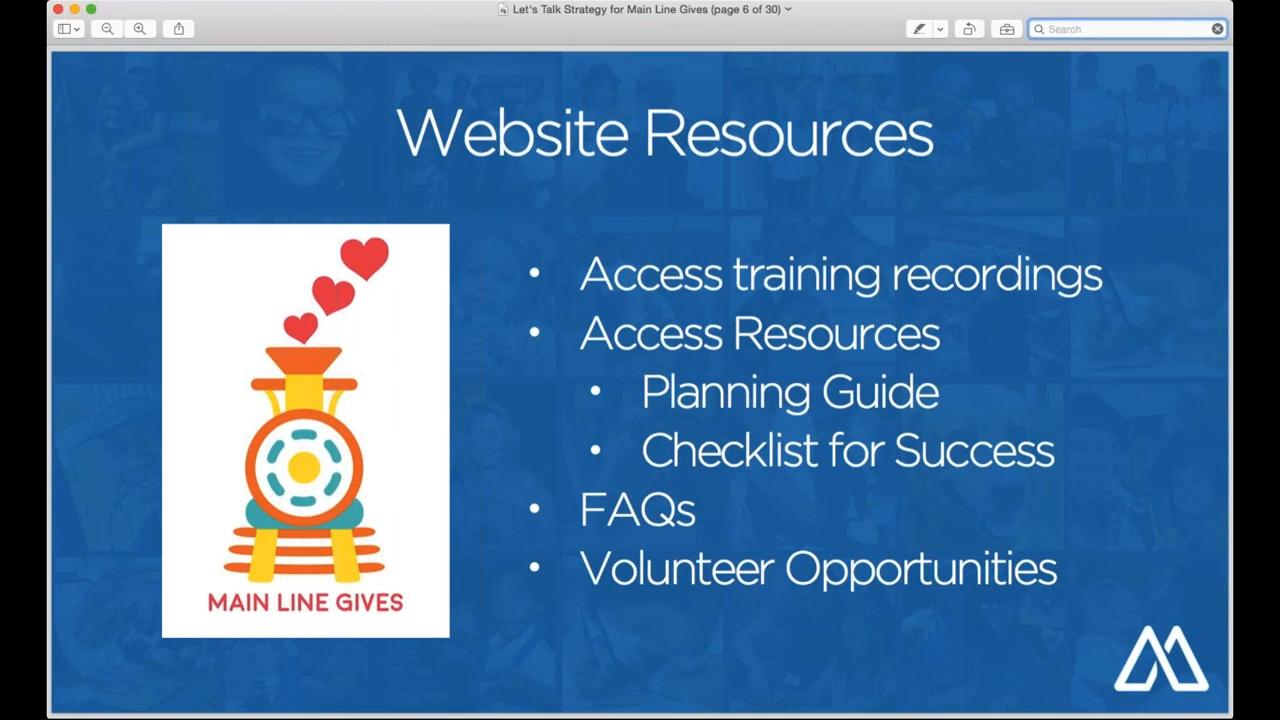 Let's Talk Strategy for Main Line Gives (page 6 of 30)
Search
Website Resources
• Access training recordings
• Access Resources
• Planning Guide
• Checklist for Success
• FAQs
• Volunteer Opportunities
MAIN LINE GIVES